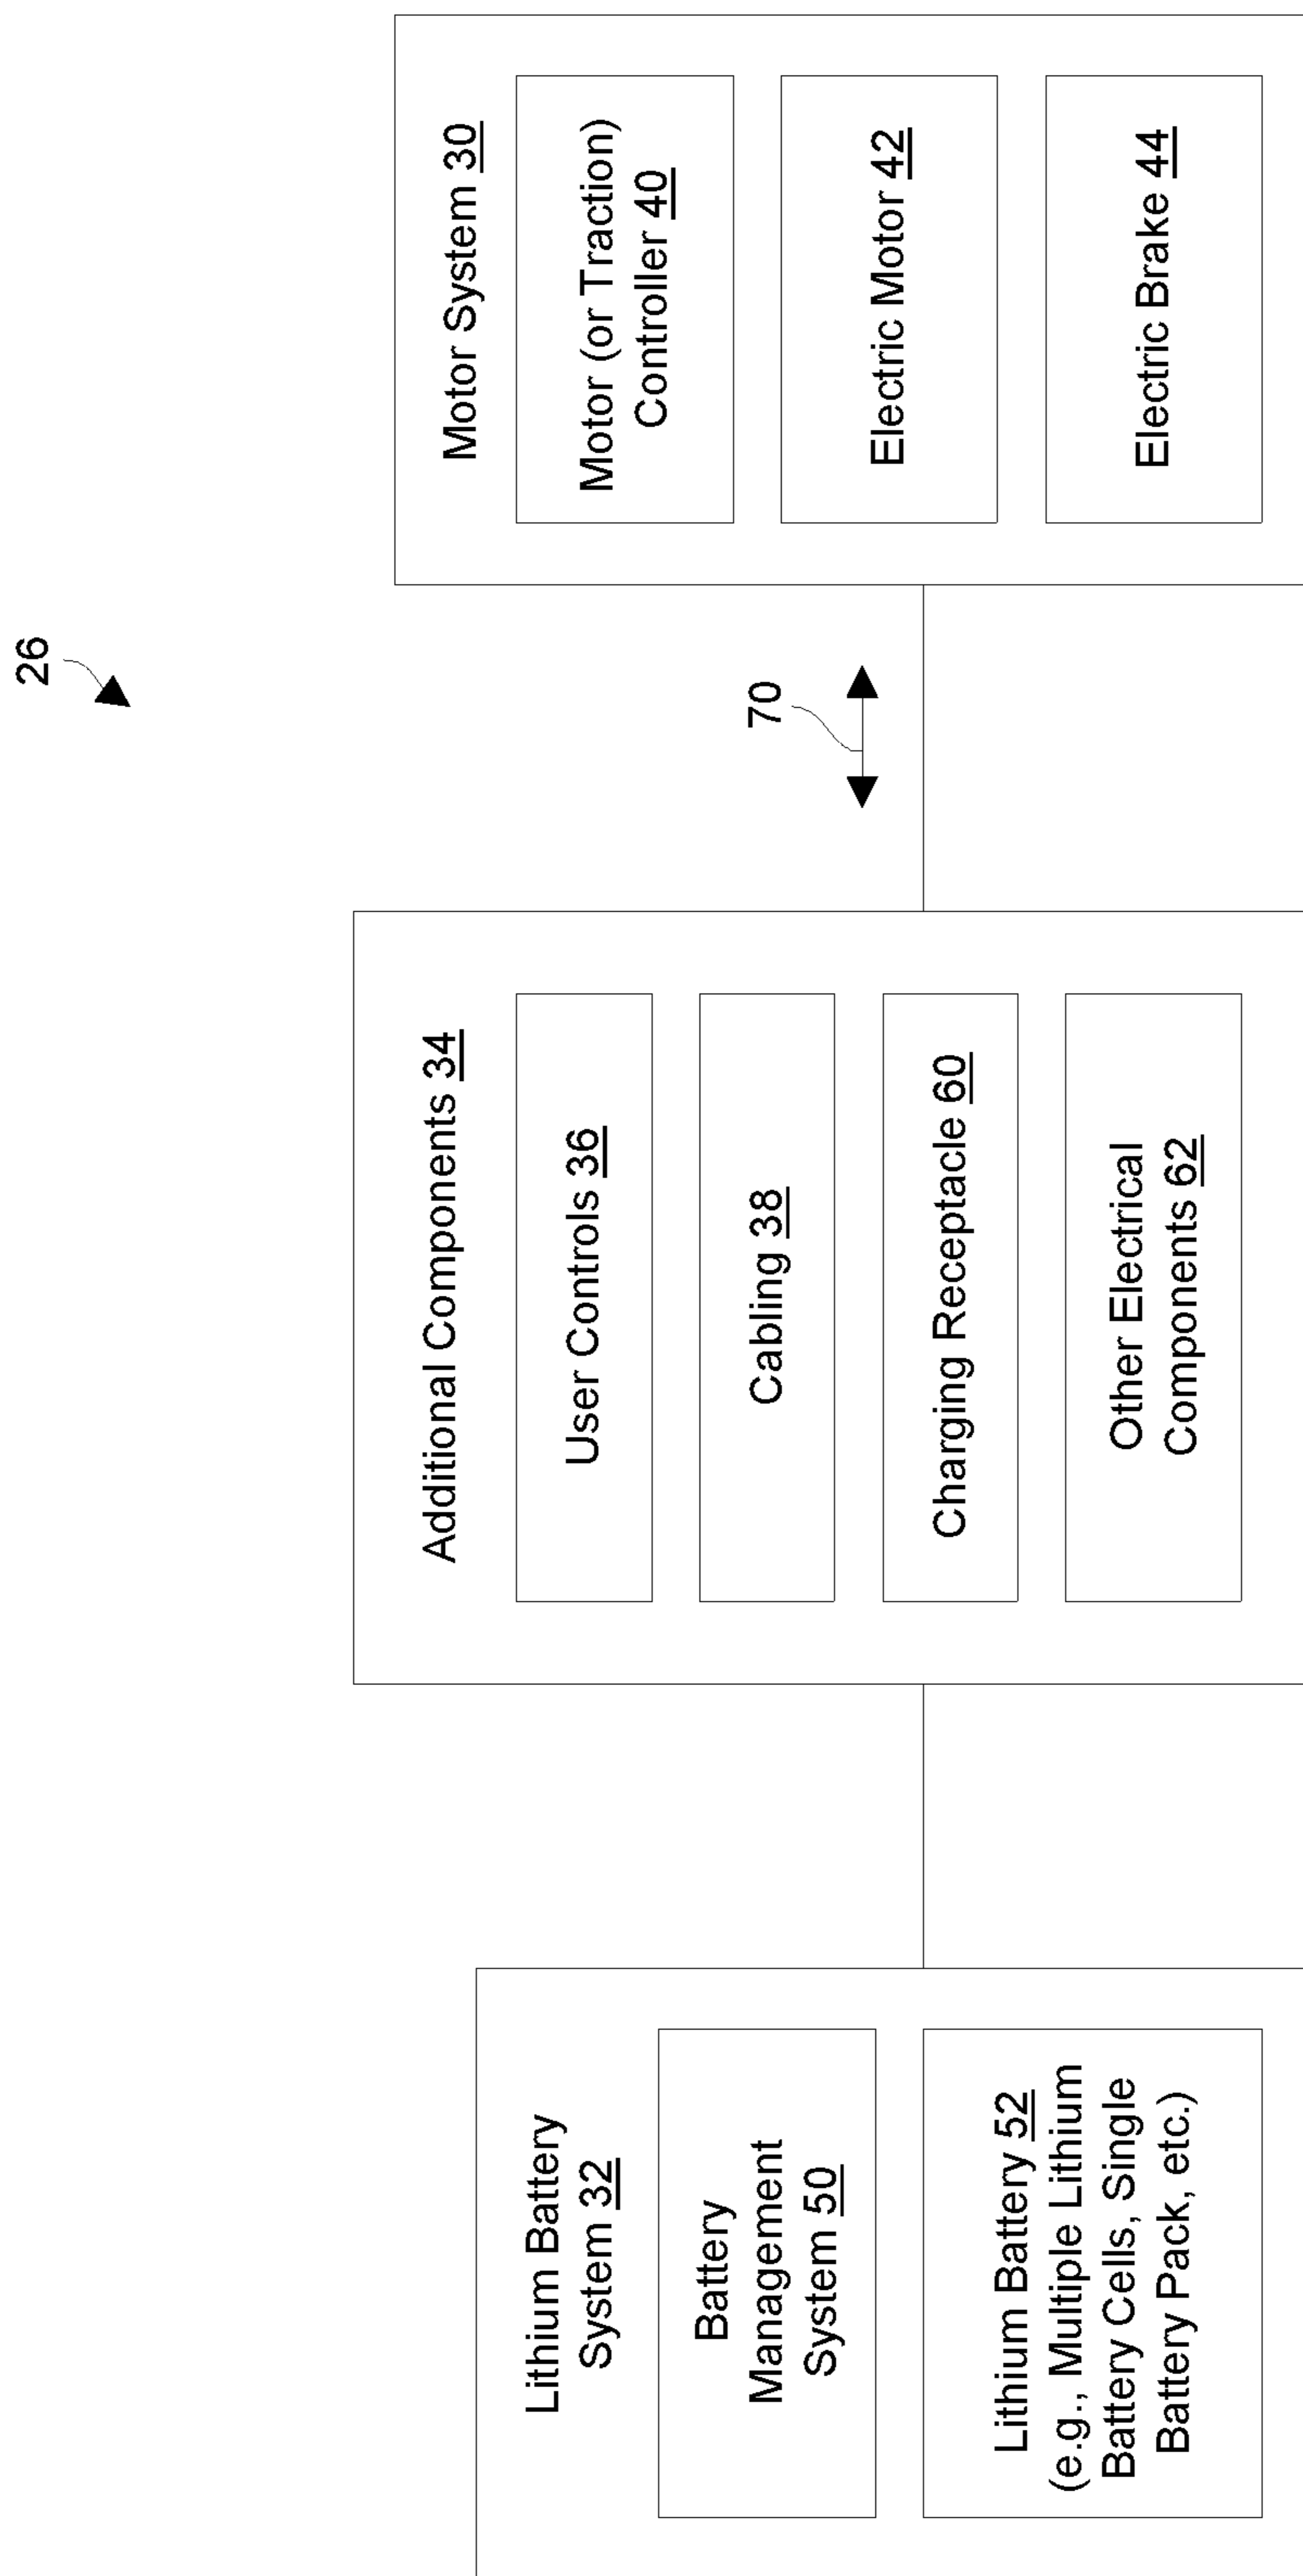 26
Lithium Battery
System 32
Battery
Management
System 50
Lithium Battery 52
(e.g., Multiple Lithium
Battery Cells, Single
Battery Pack, etc.)
Additional Components 34
User Controls 36
Cabling 38
Charging Receptacle 60
Other Electrical
Components 62
70
Motor System 30
Motor (or Traction)
Controller 40
Electric Motor 42
Electric Brake 44